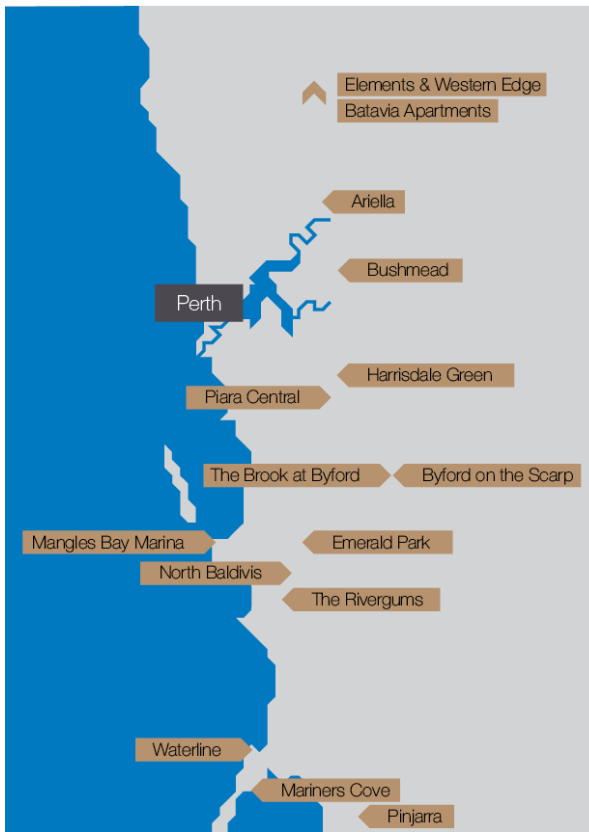 Elements & Western Edge
Batavia Apartments
Ariella
Bushmead
Perth
Harrisdale Green
Piara Central
The Brook at Byford
Byford on the Scarp
Mangles Bay Marina
Emerald Park
North Baldivis
The Rivergums
Waterline
Mariners Cove
Pinjarra